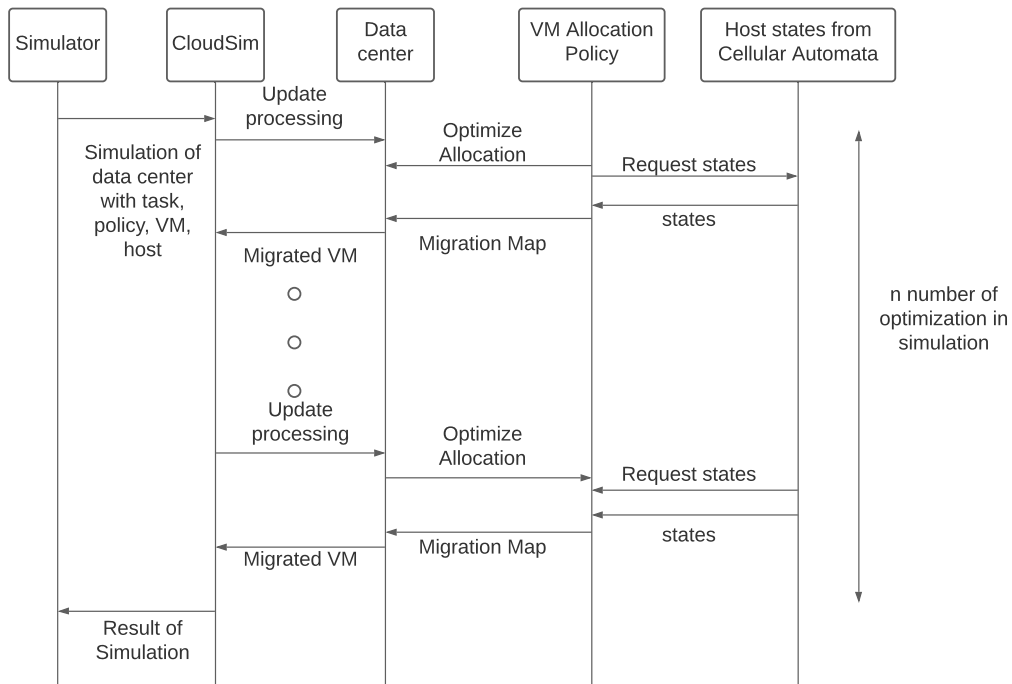 Simulator
CloudSim
Data
center
VM Allocation
Policy
Host states from
Cellular Automata
Update
processing
Optimize
Allocation
Request states
Simulation of
data center
with task,
policy, VM,
host
states
Migration Map
Migrated VM
n number of
optimization in
simulation
Update
processing
Optimize
Allocation
Request states
states
Migration Map
Migrated VM
Result of
Simulation